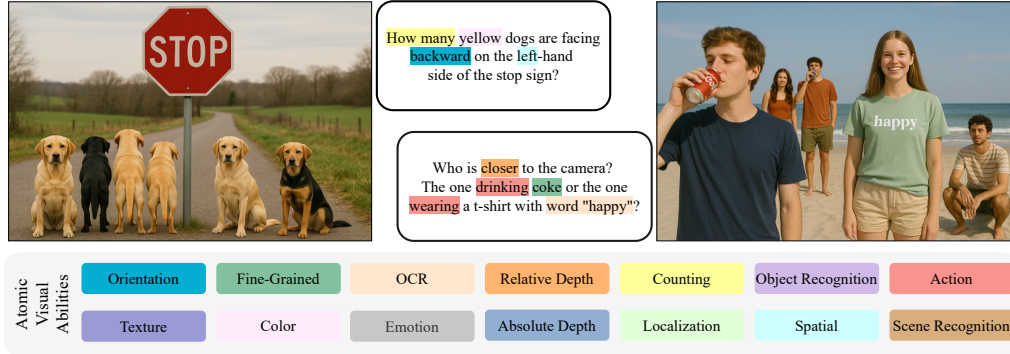 STOP
How many yellow dogs are facing
backward on the left-hand
side of the stop sign?
Who is closer to the camera?
The one drinking coke or the one
wearing a t-shirt with word "happy"?
happy
Atomic
Visual
Abilities
Orientation
Fine-Grained
OCR
Relative Depth
Counting
Object Recognition
Action
Texture
Color
Emotion
Absolute Depth
Localization
Spatial
Scene Recognition